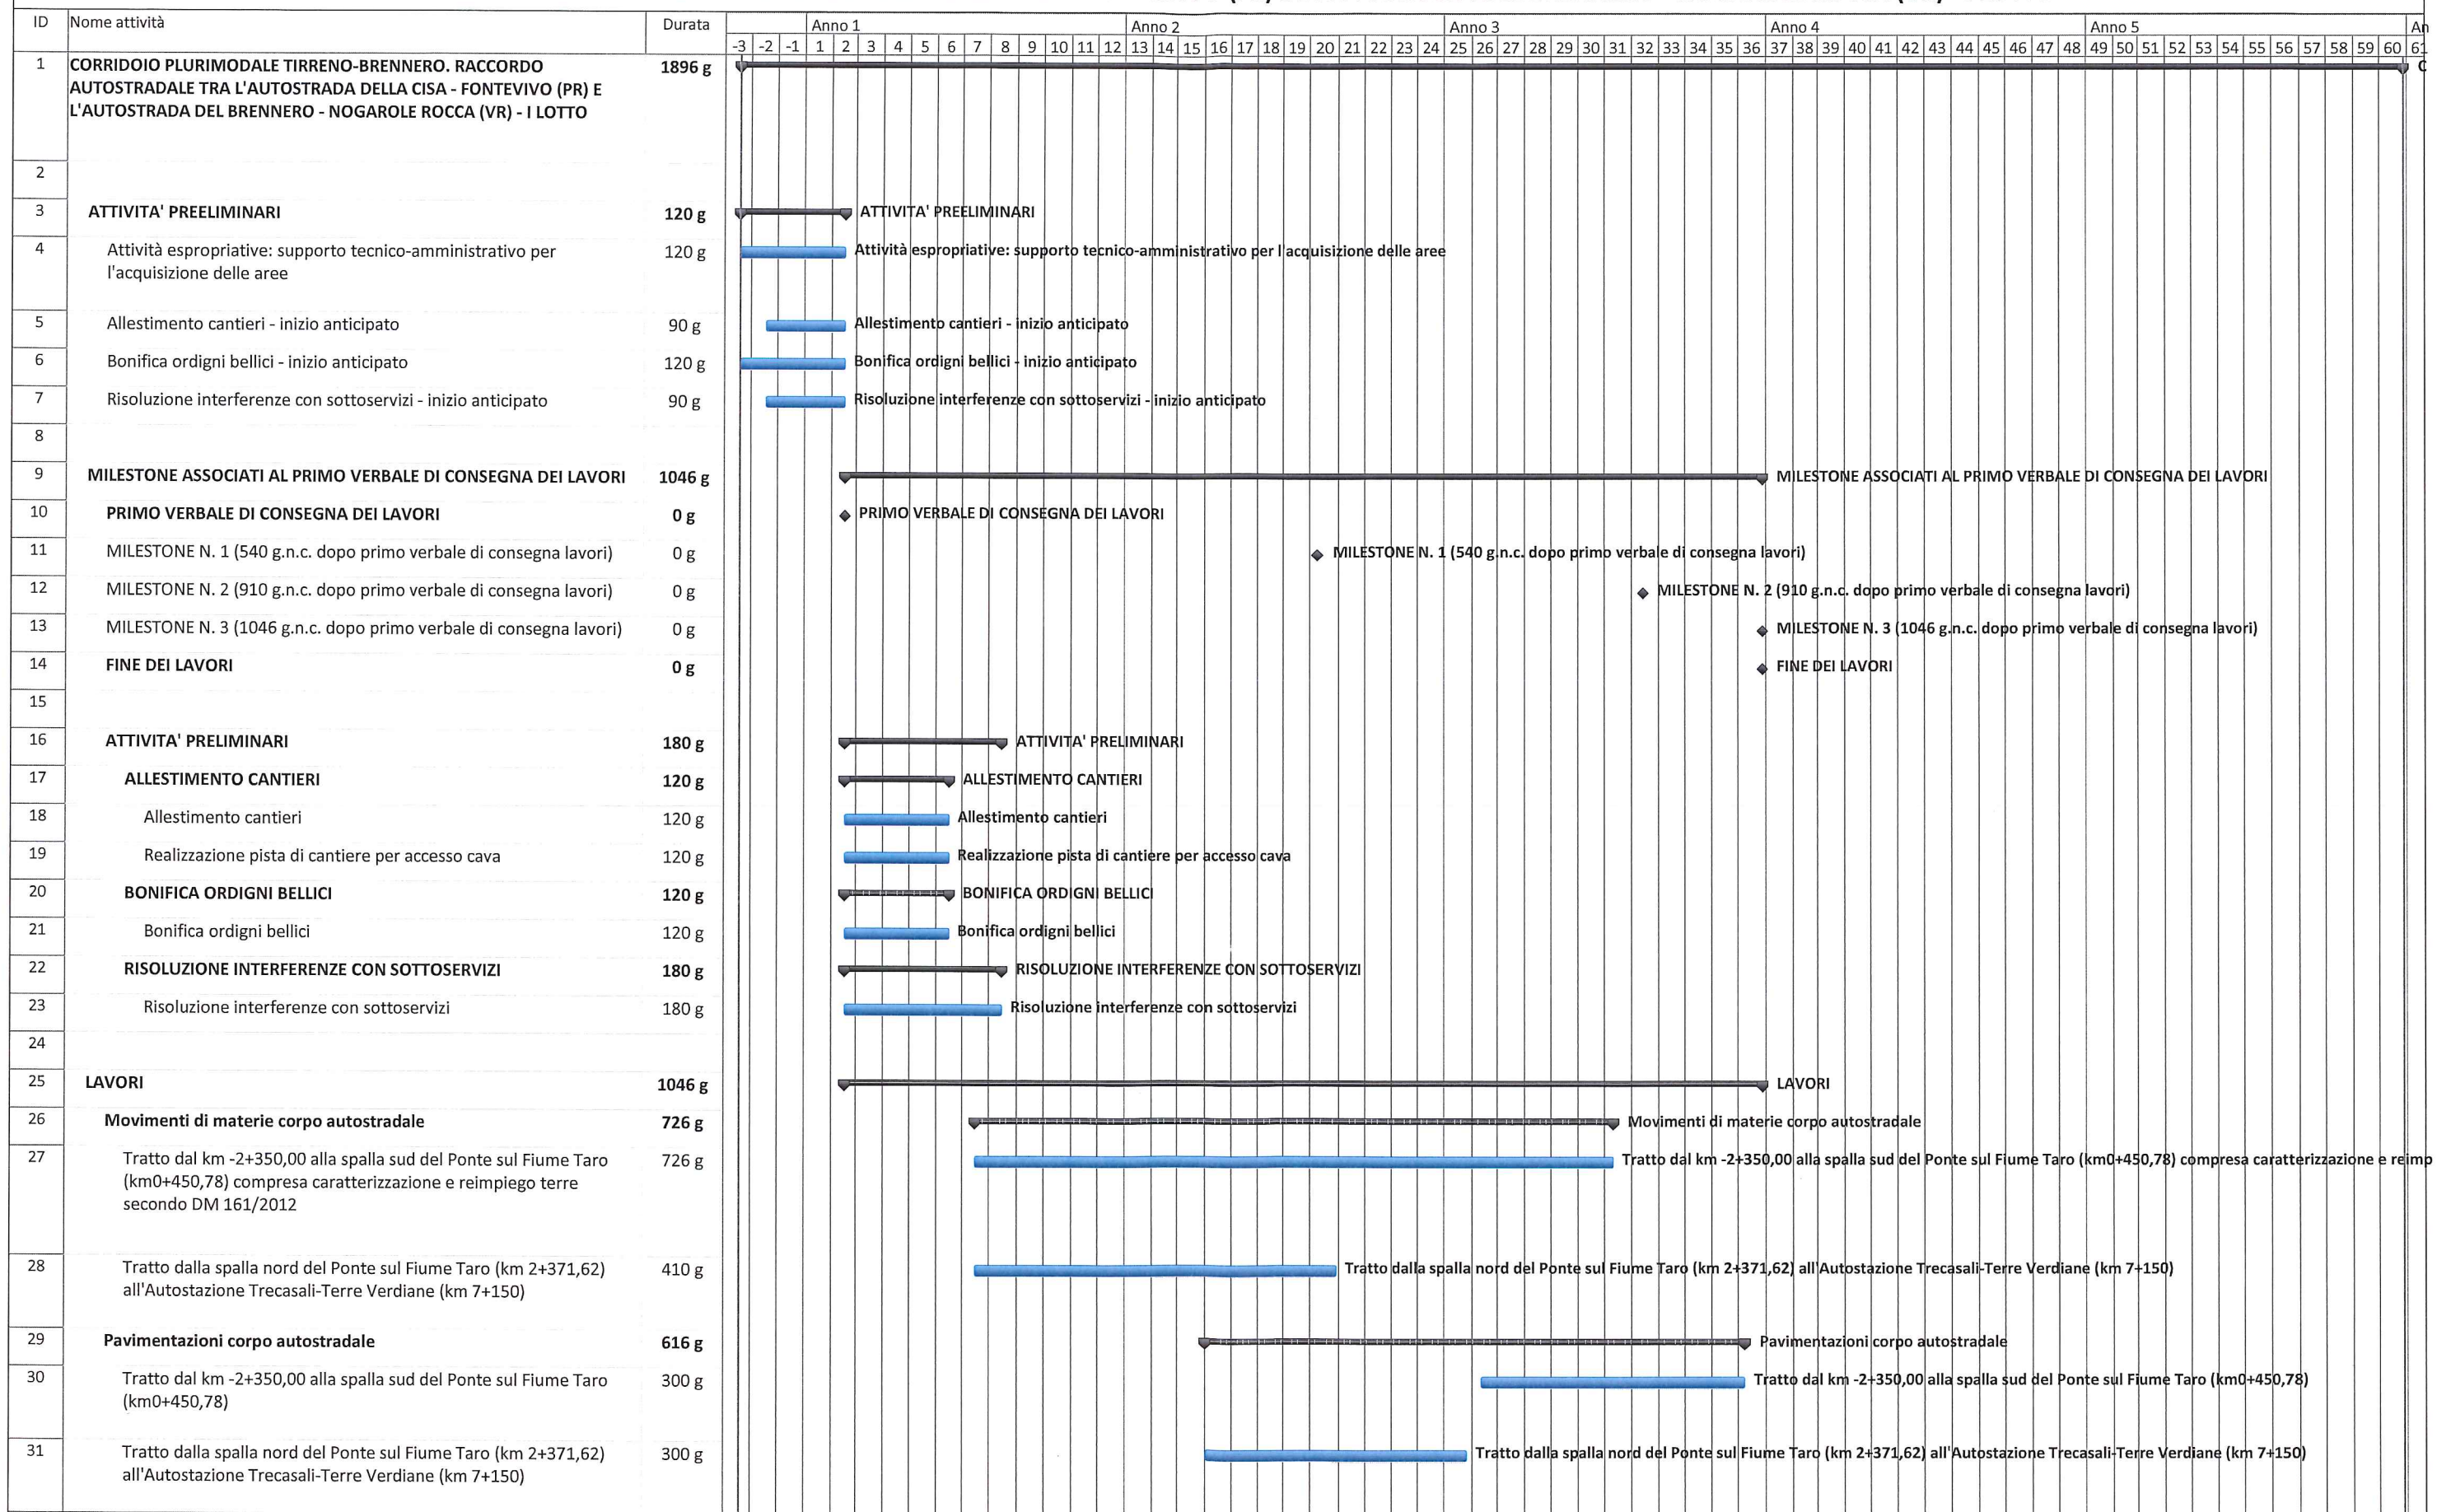 ID Nome attività Durata Anno 1 Anno 2 Anno 3 Anno 4 Anno 5 An
-3 -2 -1 1 2 3 4 5 6 7 8 9 10 11 12 13 14 15 16 17 18 19 20 21 22 23 24 25 26 27 28 29 30 31 32 33 34 35 36 37 38 39 40 41 42 43 44 45 46 47 48 49 50 51 52 53 54 55 56 57 58 59 60 61
1 CORRIDOIO PLURIMODALE TIRRENO-BRENNERO. RACCORDO 1896 g C
AUTOSTRADALE TRA L'AUTOSTRADA DELLA CISA - FONTEVIVO (PR) E
L'AUTOSTRADA DEL BRENNERO - NOGAROLE ROCCA (VR) - I LOTTO
2
3 ATTIVITA' PREELIMINARI 120 g ATTIVITA' PREELIMINARI
4 Attività espropriative: supporto tecnico-amministrativo per 120 g Attività espropriative: supporto tecnico-amministrativo per l'acquisizione delle aree
l'acquisizione delle aree
5 Allestimento cantieri - inizio anticipato 90 g Allestimento cantieri - inizio anticipato
6 Bonifica ordigni bellici - inizio anticipato 120 g Bonifica ordigni bellici - inizio anticipato
7 Risoluzione interferenze con sottoservizi - inizio anticipato 90 g Risoluzione interferenze con sottoservizi - inizio anticipato
8
9 MILESTONE ASSOCIATI AL PRIMO VERBALE DI CONSEGNA DEI LAVORI 1046 g MILESTONE ASSOCIATI AL PRIMO VERBALE DI CONSEGNA DEI LAVORI
10 PRIMO VERBALE DI CONSEGNA DEI LAVORI 0 g PRIMO VERBALE DI CONSEGNA DEI LAVORI
11 MILESTONE N. 1 (540 g.n.c. dopo primo verbale di consegna lavori) 0 g MILESTONE N. 1 (540 g.n.c. dopo primo verbale di consegna lavori)
12 MILESTONE N. 2 (910 g.n.c. dopo primo verbale di consegna lavori) 0 g MILESTONE N. 2 (910 g.n.c. dopo primo verbale di consegna lavori)
13 MILESTONE N. 3 (1046 g.n.c. dopo primo verbale di consegna lavori) 0 g MILESTONE N. 3 (1046 g.n.c. dopo primo verbale di consegna lavori)
14 FINE DEI LAVORI 0 g FINE DEI LAVORI
15
16 ATTIVITA' PRELIMINARI 180 g ATTIVITA' PRELIMINARI
17 ALLESTIMENTO CANTIERI 120 g ALLESTIMENTO CANTIERI
18 Allestimento cantieri 120 g Allestimento cantieri
19 Realizzazione pista di cantiere per accesso cava 120 g Realizzazione pista di cantiere per accesso cava
20 BONIFICA ORDIGNI BELLICI 120 g BONIFICA ORDIGNI BELLICI
21 Bonifica ordigni bellici 120 g Bonifica ordigni bellici
22 RISOLUZIONE INTERFERENZE CON SOTTOSERVIZI 180 g RISOLUZIONE INTERFERENZE CON SOTTOSERVIZI
23 Risoluzione interferenze con sottoservizi 180 g Risoluzione interferenze con sottoservizi
24
25 LAVORI 1046 g LAVORI
26 Movimenti di materie corpo autostradale 726 g Movimenti di materie corpo autostradale
27 Tratto dal km -2+350,00 alla spalla sud del Ponte sul Fiume Taro 726 g Tratto dal km -2+350,00 alla spalla sud del Ponte sul Fiume Taro (km0+450,78) compresa caratterizzazione e reimp
(km0+450,78) compresa caratterizzazione e reimpiego terre
secondo DM 161/2012
28 Tratto dalla spalla nord del Ponte sul Fiume Taro (km 2+371,62) 410 g Tratto dalla spalla nord del Ponte sul Fiume Taro (km 2+371,62) all'Autostazione Trecasali-Terre Verdiane (km 7+150)
all'Autostazione Trecasali-Terre Verdiane (km 7+150)
29 Pavimentazioni corpo autostradale 616 g Pavimentazioni corpo autostradale
30 Tratto dal km -2+350,00 alla spalla sud del Ponte sul Fiume Taro 300 g Tratto dal km -2+350,00 alla spalla sud del Ponte sul Fiume Taro (km0+450,78)
(km0+450,78)
31 Tratto dalla spalla nord del Ponte sul Fiume Taro (km 2+371,62) 300 g Tratto dalla spalla nord del Ponte sul Fiume Taro (km 2+371,62) all'Autostazione Trecasali-Terre Verdiane (km 7+150)
all'Autostazione Trecasali-Terre Verdiane (km 7+150)